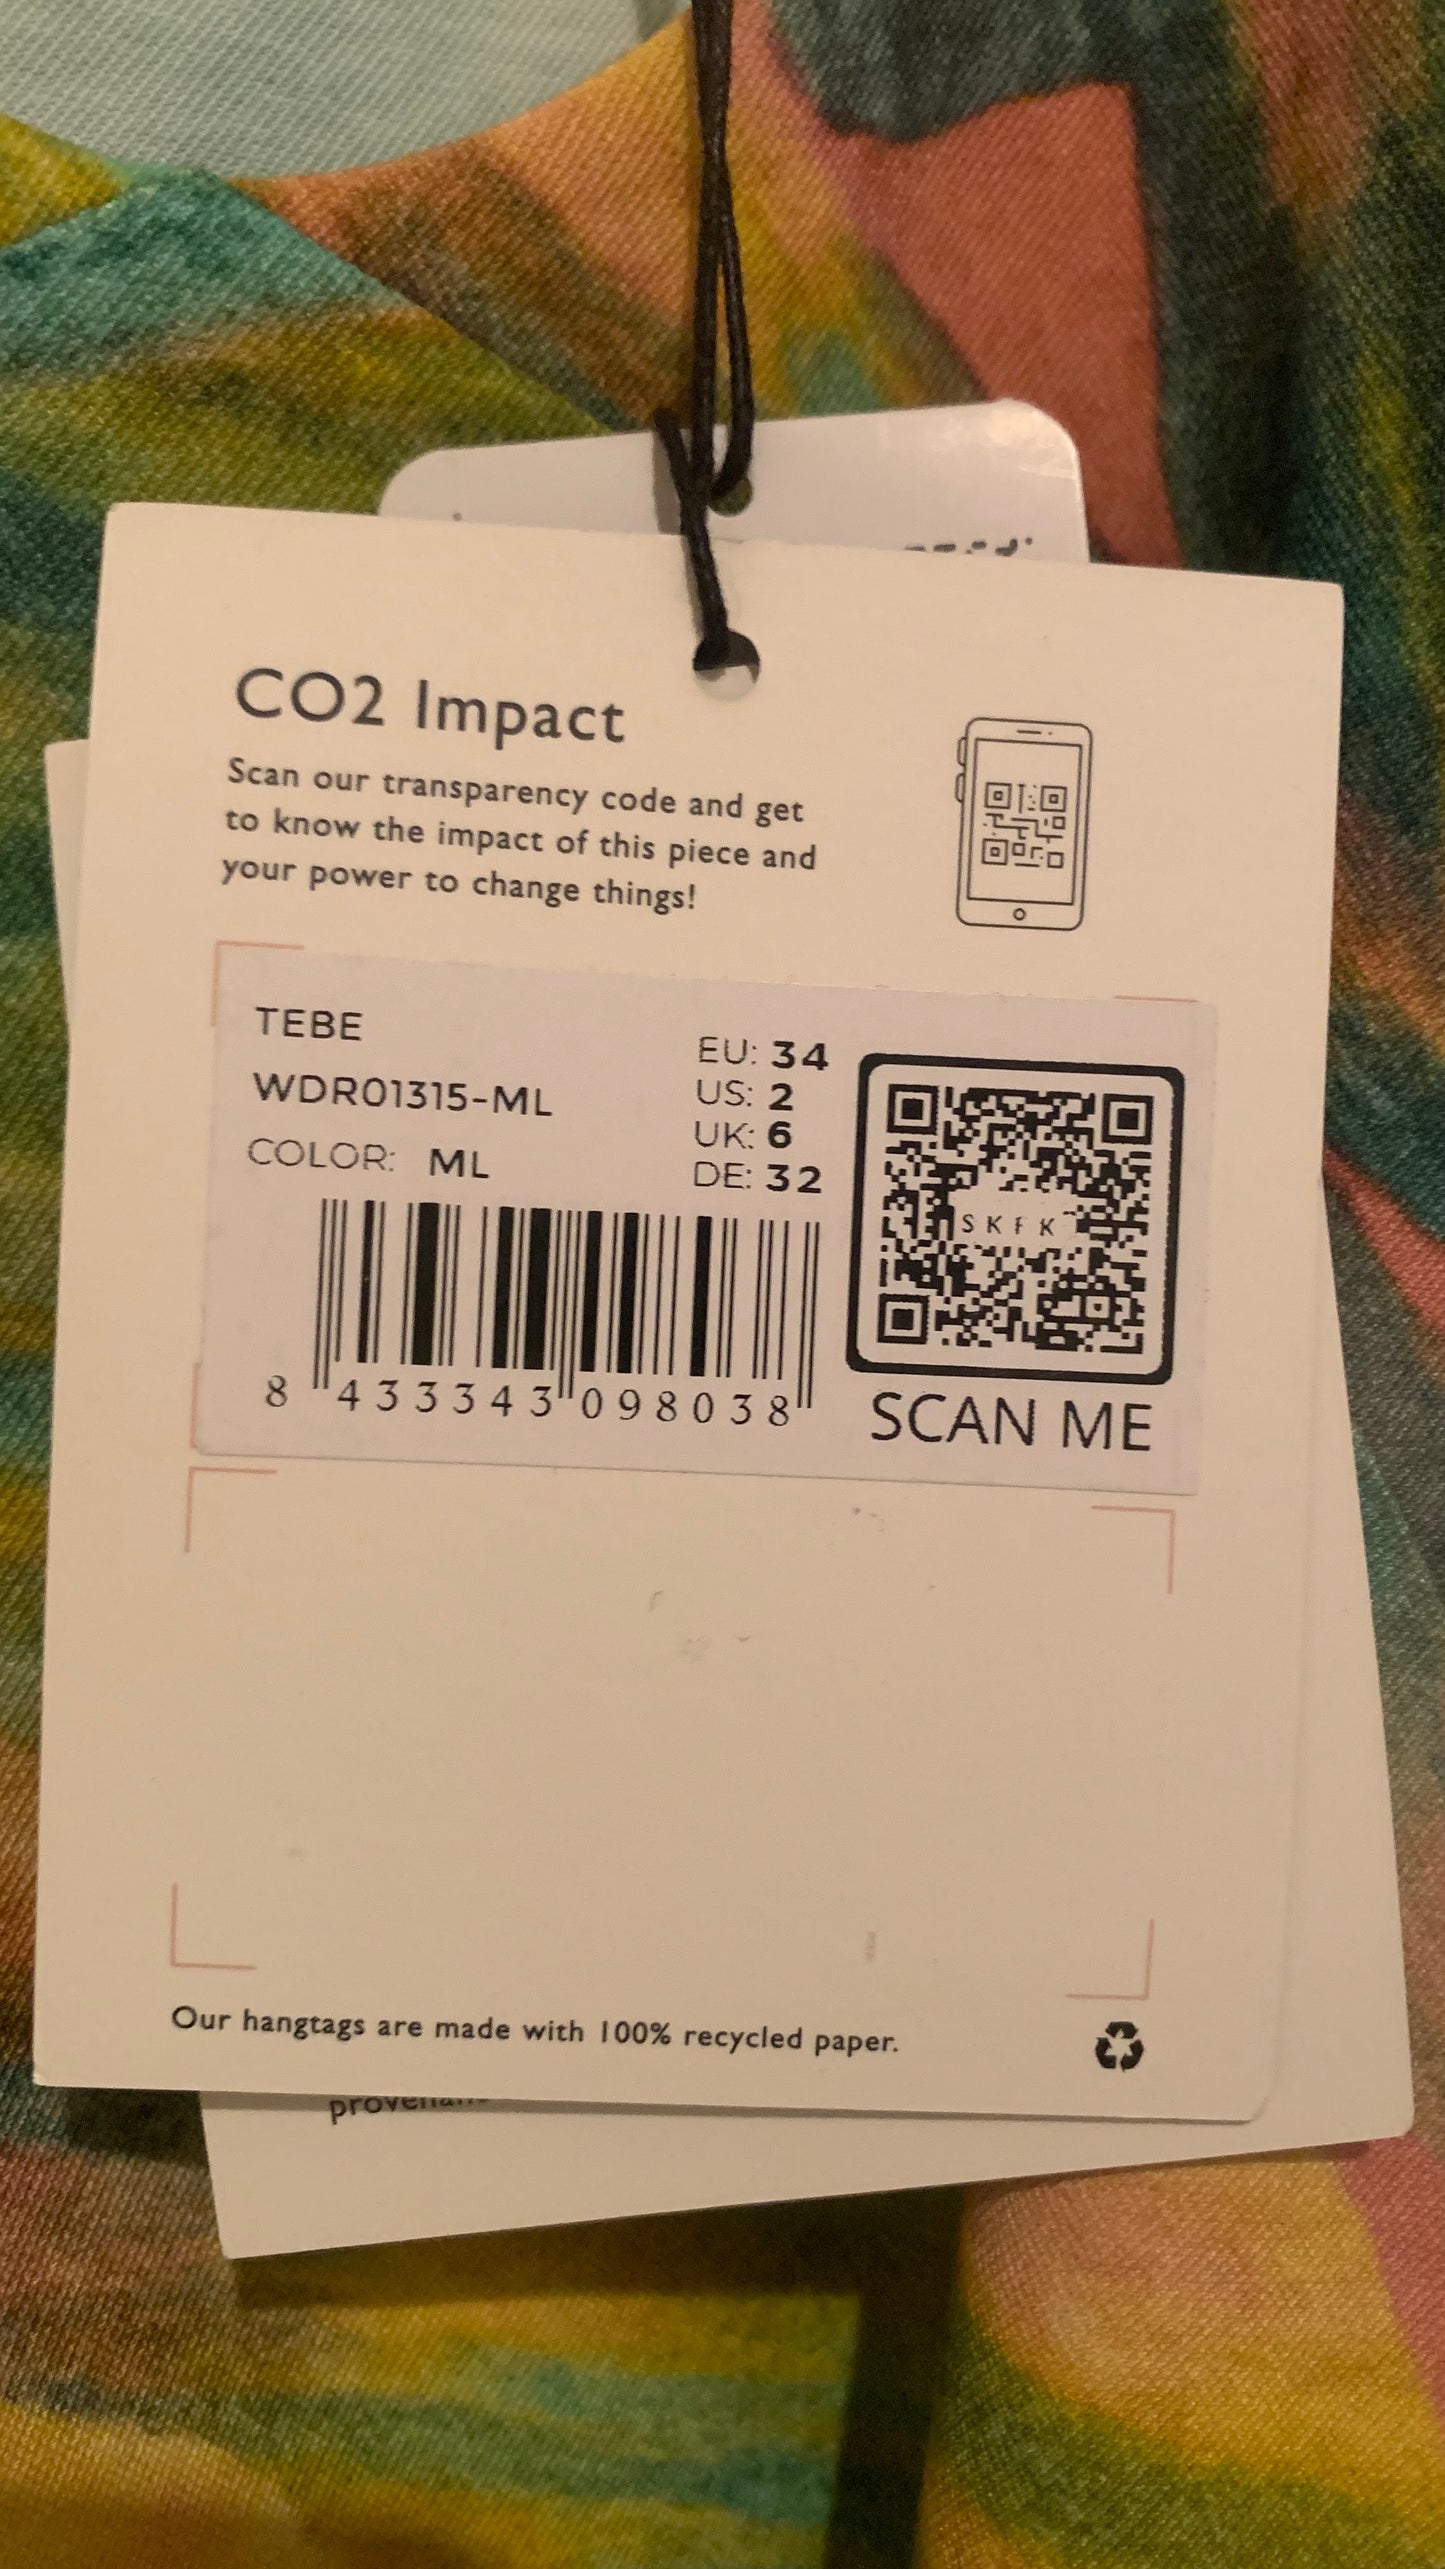 CO2 Impact
Scan our transparency code and get
to know the impact of this piece and
your power to change things!
TEBE
WDR01315-ML
COLOR: ML
EU: 34
US: 2
UK: 6
DE: 32
SKFK
8 433343 098038
SCAN ME
Our hangtags are made with 100% recycled paper.